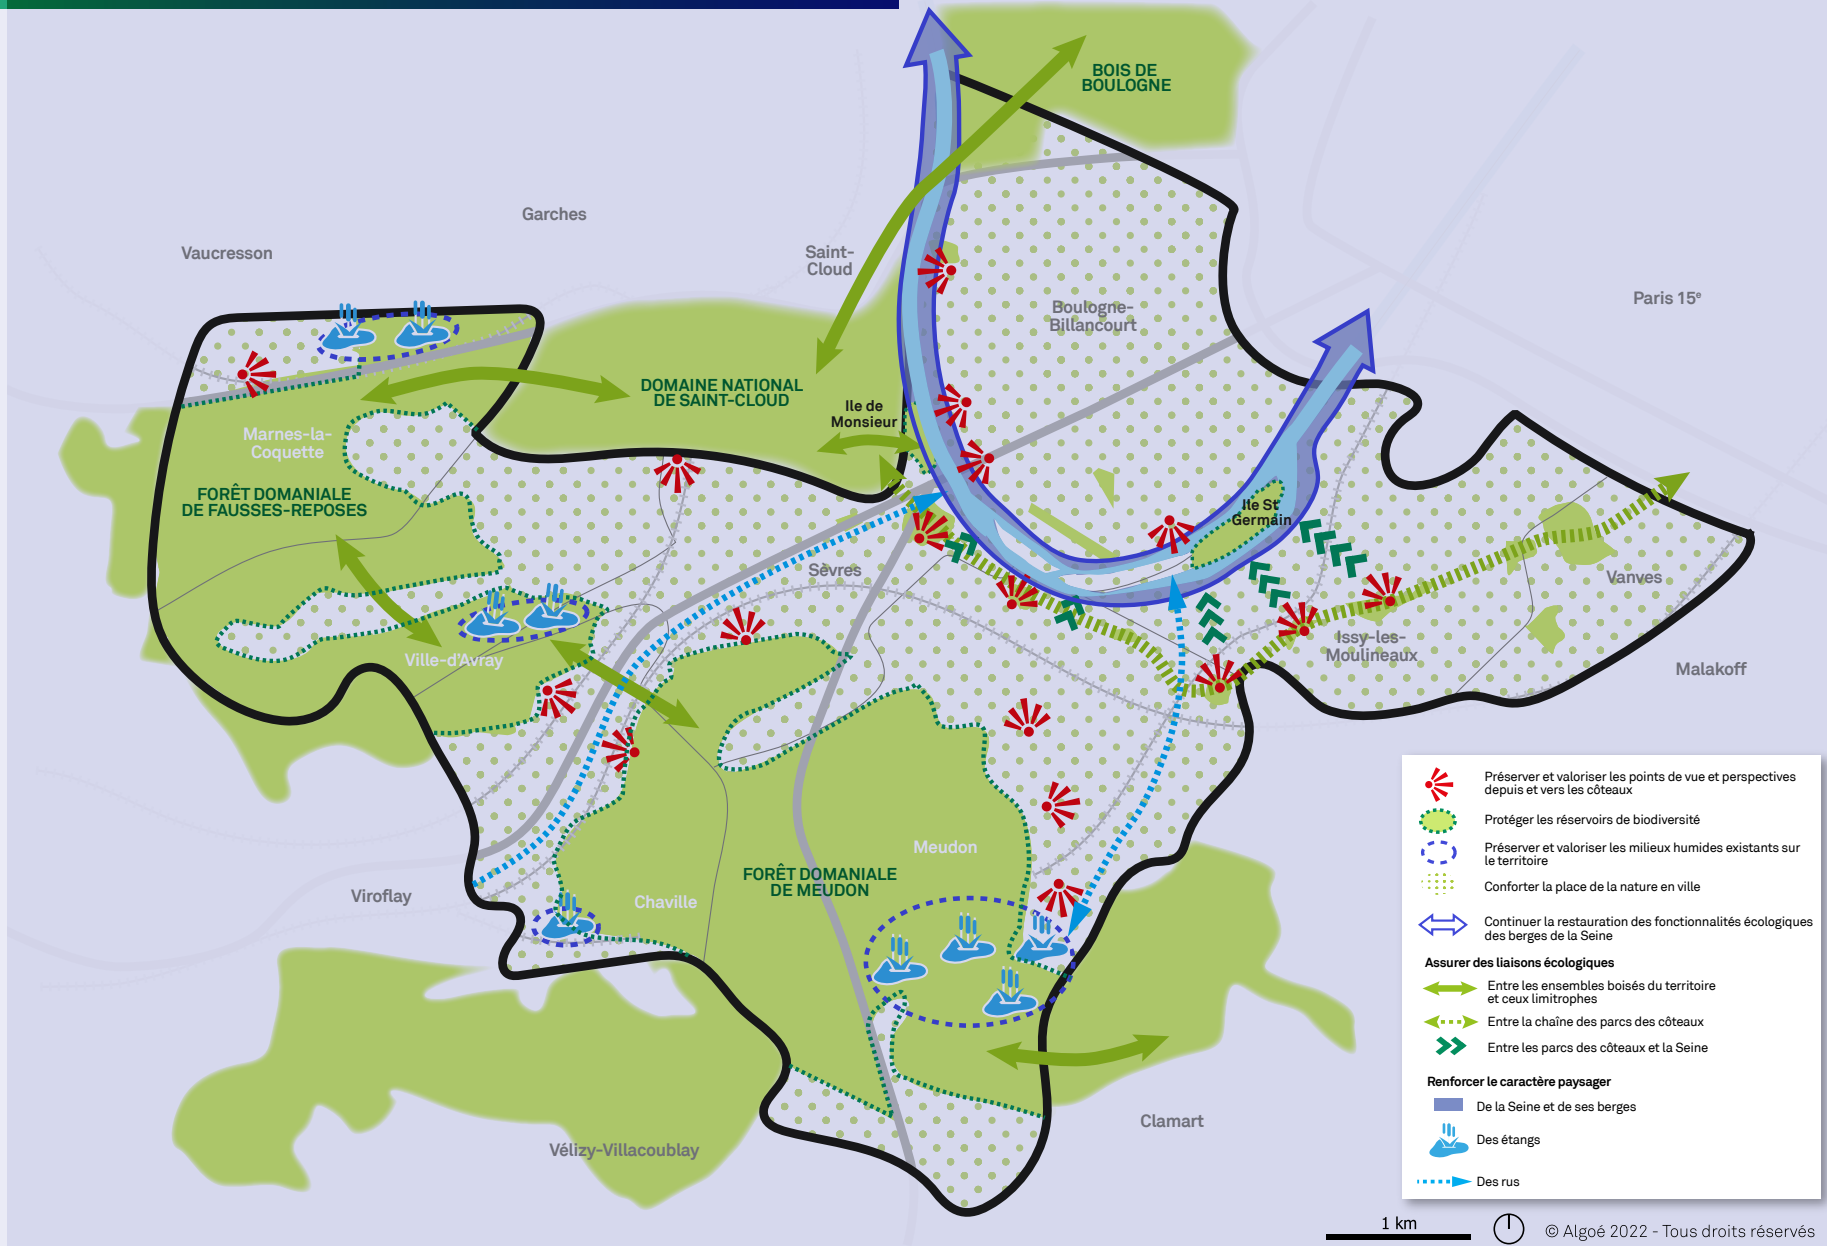 BOIS DE
BOULOGNE
Garches
Vaucresson
Saint-
Cloud
Paris 15e
Boulogne-
Billancourt
DOMAINE NATIONAL
DE SAINT-CLOUD
Ile de
Monsieur
Marnes-la-
Coquette
FORÊT DOMANIALE
DE FAUSSES-REPOSES
Ile St
Germain
Sèvres
Vanves
Issy-les-
Moulineaux
Ville-d'Avray
Malakoff
Meudon
FORÊT DOMANIALE
DE MEUDON
Viroflay
Chaville
Clamart
Vélizy-Villacoublay
Préserver et valoriser les points de vue et perspectives
depuis et vers les côteaux
Protéger les réservoirs de biodiversité
Préserver et valoriser les milieux humides existants sur
le territoire
Conforter la place de la nature en ville
Continuer la restauration des fonctionnalités écologiques
des berges de la Seine
Assurer des liaisons écologiques
Entre les ensembles boisés du territoire
et ceux limitrophes
Entre la chaîne des parcs des côteaux
Entre les parcs des côteaux et la Seine
Renforcer le caractère paysager
De la Seine et de ses berges
Des étangs
Des rus
1 km
© Algoé 2022 - Tous droits réservés